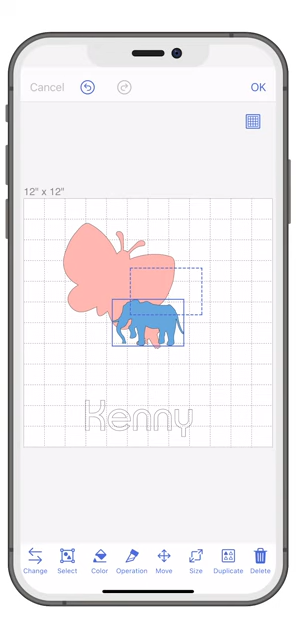 Cancel OK
12" x 12"
Kenny
Change Select Color Operation Move Size Duplicate Delete